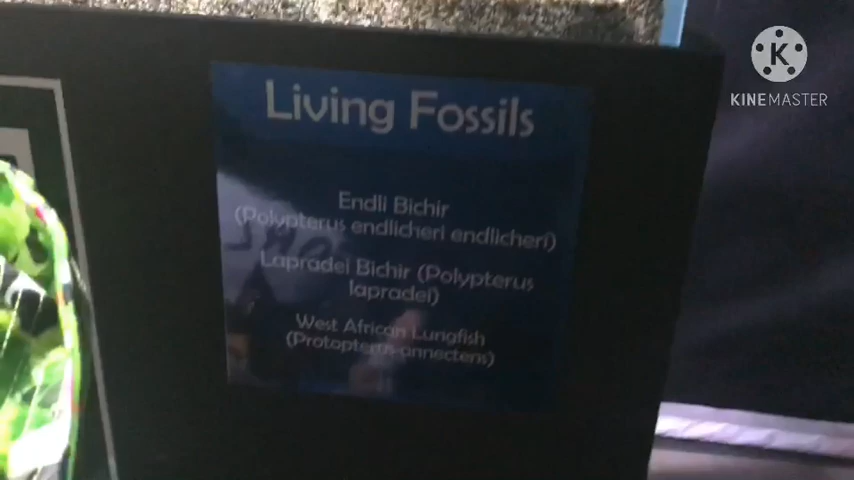 Living Fossils
Endli Bichir
(Polypterus endlicheri endlicheri)
Lapradei Bichir (Polypterus
lapradei)
West African Lungfish
(Protopterus annectens)
K
KINEMASTER